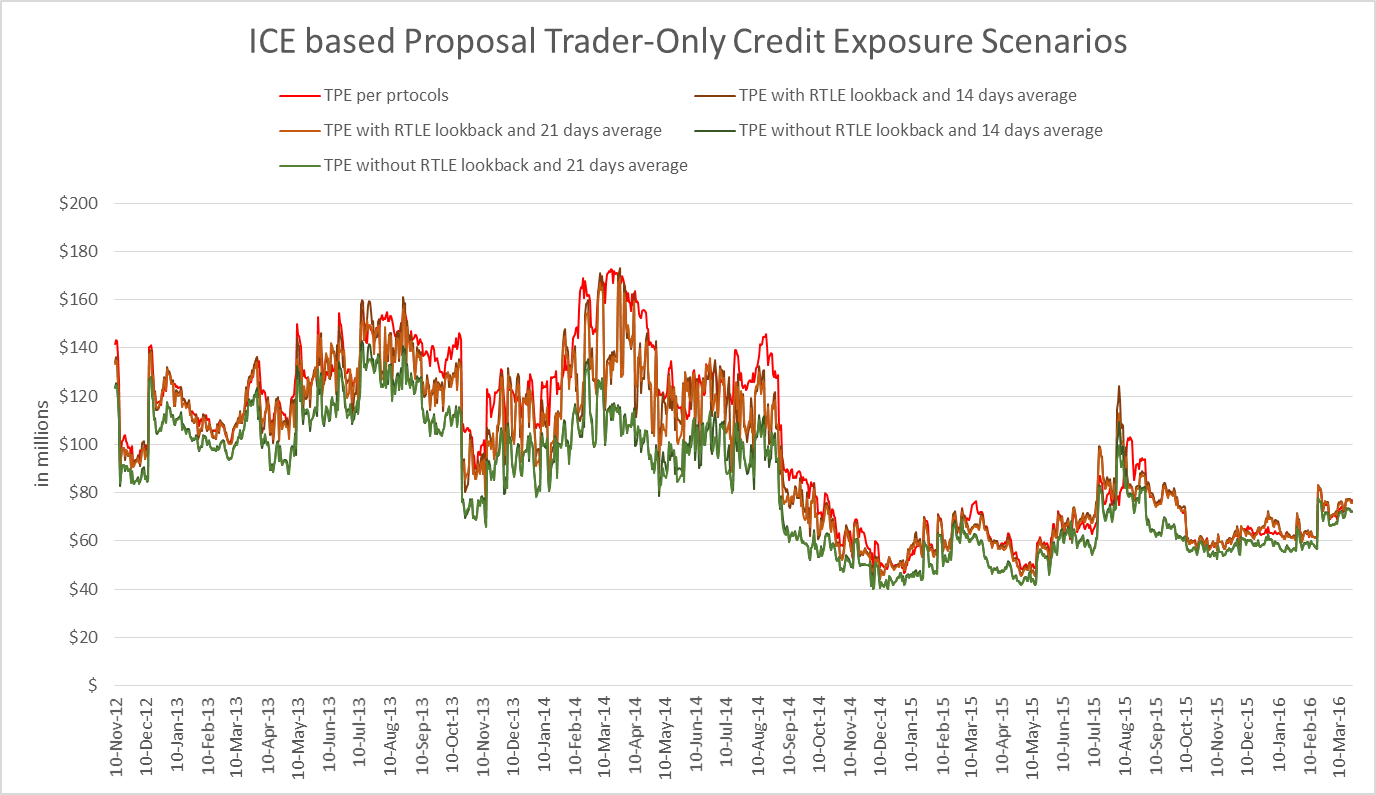 ICE based Proposal Trader-Only Credit Exposure Scenarios
TPE per prtocols
TPE with RTLE lookback and 14 days average
TPE with RTLE lookback and 21 days average
TPE without RTLE lookback and 14 days average
TPE without RTLE lookback and 21 days average
in millions
$200
$180
$160
$140
$120
$100
$80
$60
$40
$20
$
10-Nov-12
10-Dec-12
10-Jan-13
10-Feb-13
10-Mar-13
10-Apr-13
10-May-13
10-Jun-13
10-Jul-13
10-Aug-13
10-Sep-13
10-Oct-13
10-Nov-13
10-Dec-13
10-Jan-14
10-Feb-14
10-Mar-14
10-Apr-14
10-May-14
10-Jun-14
10-Jul-14
10-Aug-14
10-Sep-14
10-Oct-14
10-Nov-14
10-Dec-14
10-Jan-15
10-Feb-15
10-Mar-15
10-Apr-15
10-May-15
10-Jun-15
10-Jul-15
10-Aug-15
10-Sep-15
10-Oct-15
10-Nov-15
10-Dec-15
10-Jan-16
10-Feb-16
10-Mar-16